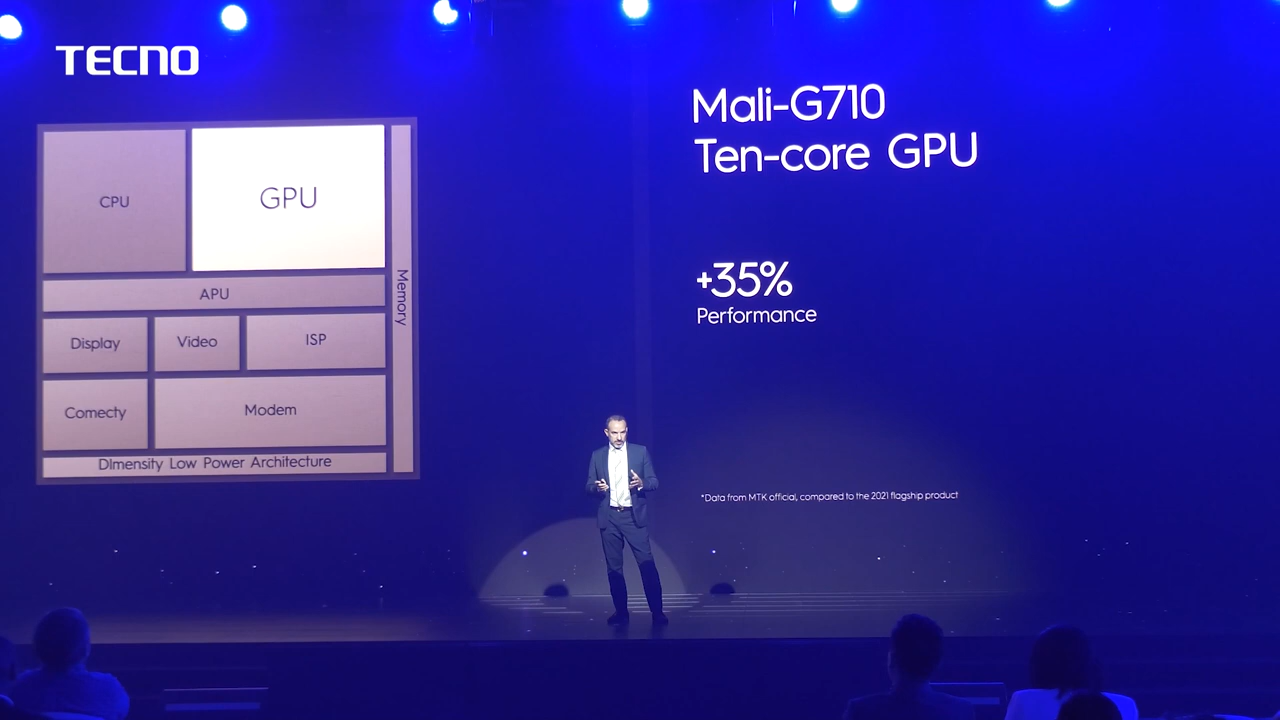 TECNO
CPU
GPU
APU
Display
Video
ISP
Comecty
Modem
DImensity Low Power Architecture
Memory
Mali-G710
Ten-core GPU
+35%
Performance
*Data from MTK official, compared to the 2021 flagship product